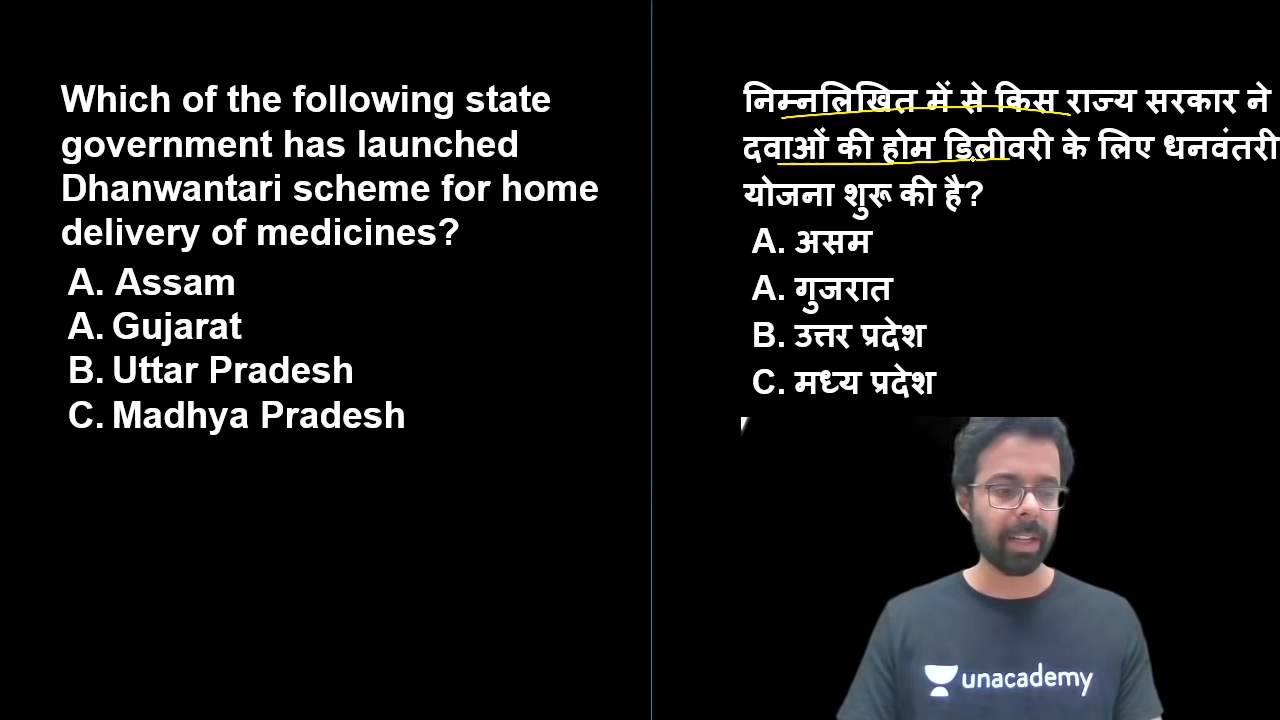 Which of the following state
government has launched
Dhanwantari scheme for home
delivery of medicines?
A. Assam
A. Gujarat
B. Uttar Pradesh
C. Madhya Pradesh
निम्नलिखित में से किस राज्य सरकार ने
दवाओं की होम डिलीवरी के लिए धनवंतरी
योजना शुरू की है?
A. असम
A. गुजरात
B. उत्तर प्रदेश
C. मध्य प्रदेश
unacademy